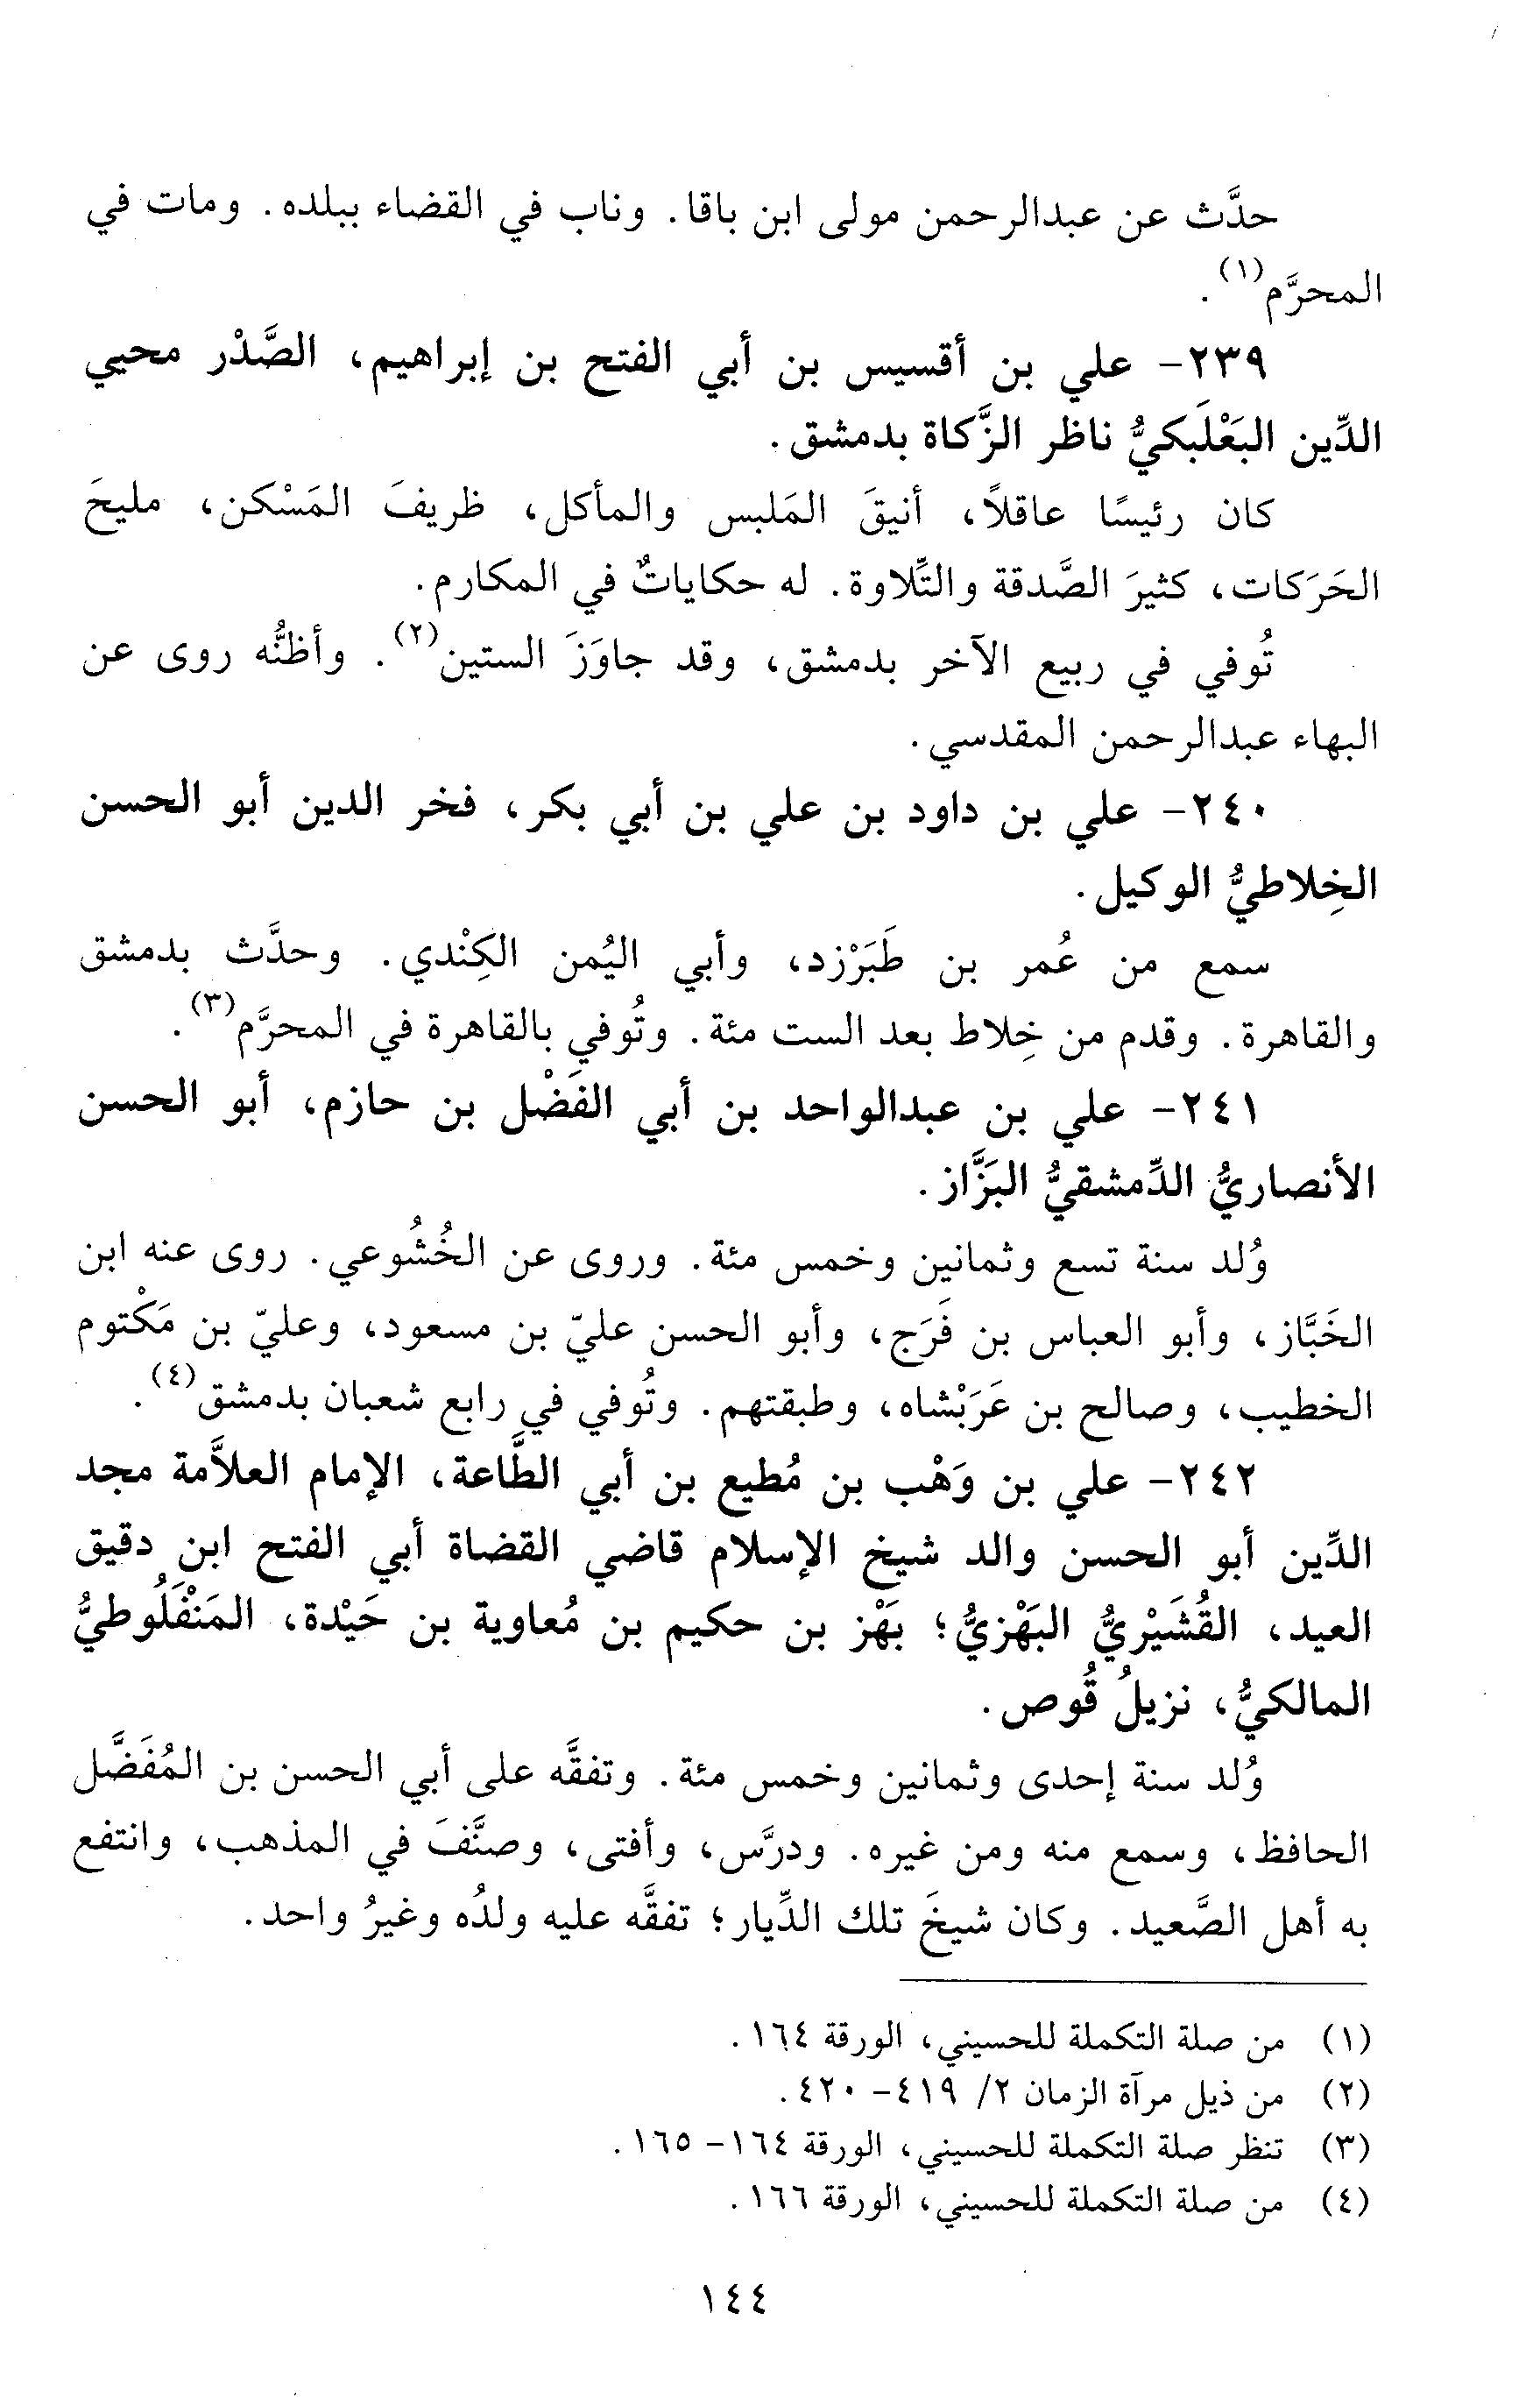 حدَّث عن عبدالرحمن مولى ابن باقا. وناب في القضاء ببلده. ومات في
المحرَّم(١).
٢٣٩- علي بن أقسيس بن أبي الفتح بن إبراهيم، الصَّدْر محيي
الدِّين البَعْلَبكيُّ ناظر الزَّكاة بدمشق.
كان رئيسًا عاقلاً، أنيقَ المَلبس والمأكل، ظريفَ المَسْكن، مليحَ
الحَرَكات، كثيرَ الصَّدقة والتِّلاوة. له حكاياتٌ في المكارم.
تُوفي في ربيع الآخر بدمشق، وقد جاوَزَ الستين(٢). وأظنُّه روى عن
البهاء عبدالرحمن المقدسي.
٢٤٠- علي بن داود بن علي بن أبي بكر، فخر الدين أبو الحسن
الخِلاطيُّ الوكيل.
سمع من عُمر بن طَبَرْزد، وأبي اليُمن الكِنْدي. وحدَّث بدمشق
والقاهرة. وقدم من خِلاط بعد الست مئة. وتُوفي بالقاهرة في المحرَّم(٣).
٢٤١- علي بن عبدالواحد بن أبي الفَضْل بن حازم، أبو الحسن
الأنصاريُّ الدِّمشقيُّ البَزَّاز.
وُلد سنة تسع وثمانين وخمس مئة. وروى عن الخُشُوعي. روى عنه ابن
الخَبَّاز، وأبو العباس بن فَرَج، وأبو الحسن عليّ بن مسعود، وعليّ بن مَكْتوم
الخطيب، وصالح بن عَرَبْشاه، وطبقتهم. وتُوفي في رابع شعبان بدمشق(٤).
٢٤٢- علي بن وَهْب بن مُطيع بن أبي الطَّاعة، الإمام العلاَّمة مجد
الدِّين أبو الحسن والد شيخ الإسلام قاضي القضاة أبي الفتح ابن دقيق
العيد، القُشَيْريُّ البَهْزيُّ؛ بَهْز بن حكيم بن مُعاوية بن حَيْدة، المَنْفَلُوطيُّ
المالكيُّ، نزيلُ قُوص.
وُلد سنة إحدى وثمانين وخمس مئة. وتفقَّه على أبي الحسن بن المُفَضَّل
الحافظ، وسمع منه ومن غيره. ودرَّس، وأفتى، وصنَّفَ في المذهب، وانتفع
به أهل الصَّعيد. وكان شيخَ تلك الدِّيار؛ تفقَّه عليه ولدُه وغيرُ واحد.
(١) من صلة التكملة للحسيني، الورقة ١٦٤.
(٢) من ذيل مرآة الزمان ٢/ ٤١٩- ٤٢٠.
(٣) تنظر صلة التكملة للحسيني، الورقة ١٦٤- ١٦٥.
(٤) من صلة التكملة للحسيني، الورقة ١٦٦.
١٤٤